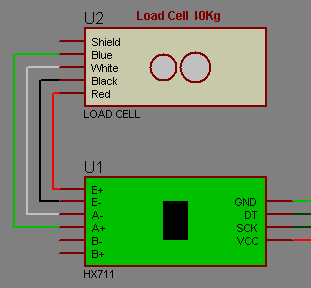 U2
Load Cell 10Kg
Shield
Blue
White
Black
Red
LOAD CELL
U1
E+
E-
A-
A+
B-
B+
GND
DT
SCK
VCC
HX711